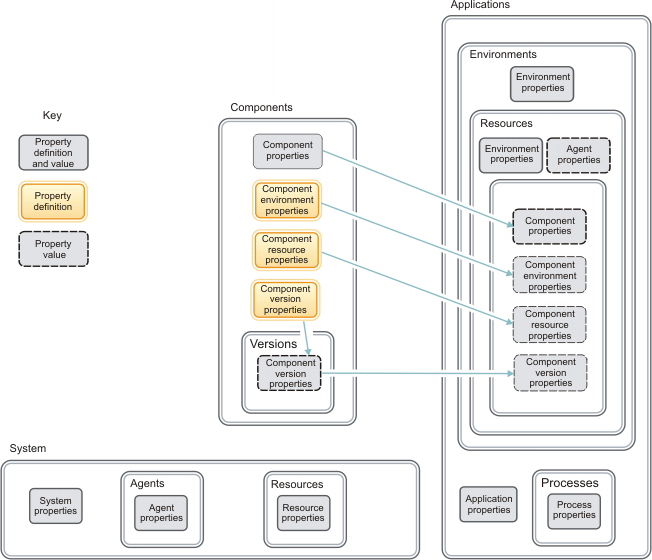 Key
Property
definition
and value
Property
definition
Property
value
Components
Component
properties
Component
environment
properties
Component
resource
properties
Component
version
properties
Versions
Component
version
properties
Applications
Environments
Environment
properties
Resources
Environment
properties
Agent
properties
Component
properties
Component
environment
properties
Component
resource
properties
Component
version
properties
Application
properties
Processes
Process
properties
System
System
properties
Agents
Agent
properties
Resources
Resource
properties